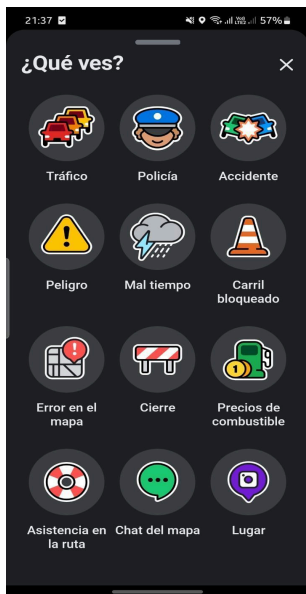 21:37 57%
¿Qué ves?
Tráfico Policía Accidente
Peligro Mal tiempo Carril
bloqueado
Error en el
mapa
Cierre
Precios de
combustible
Asistencia en
la ruta
Chat del mapa
Lugar